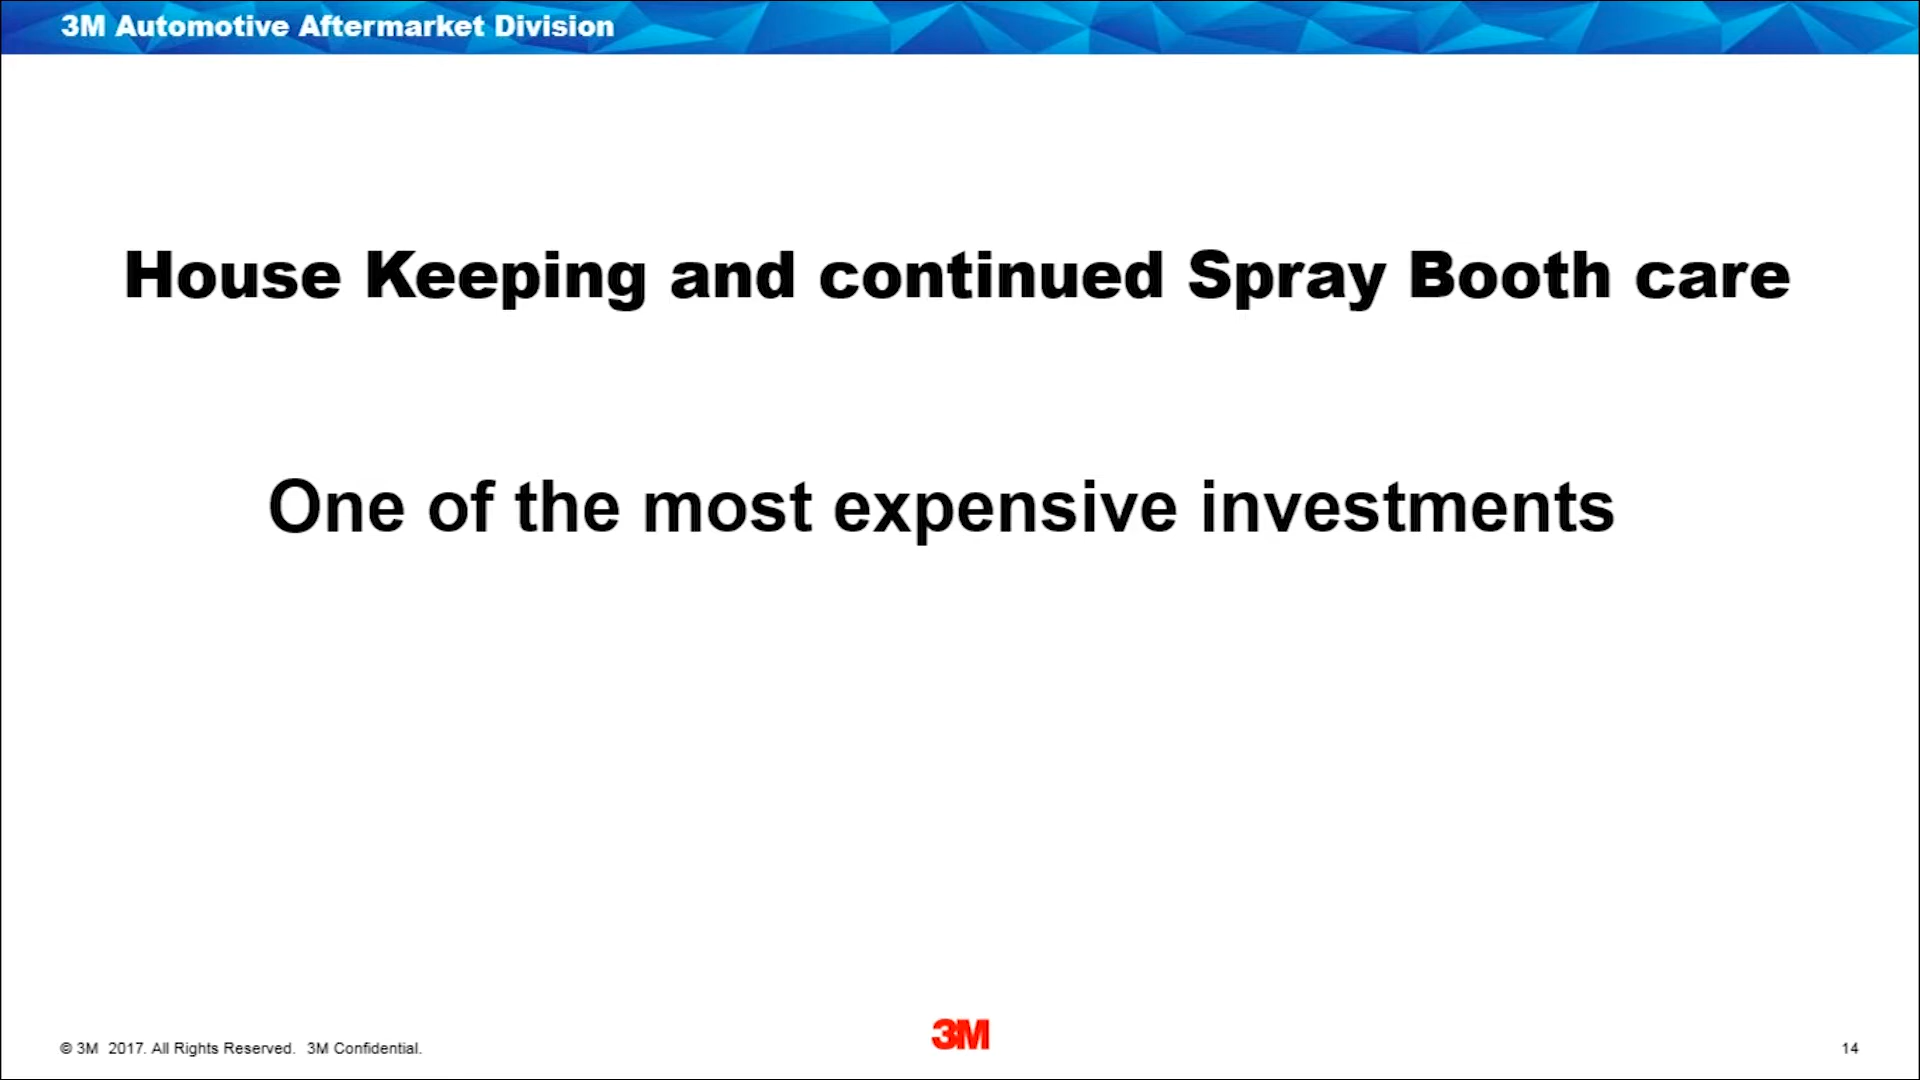 3M Automotive Aftermarket Division
House Keeping and continued Spray Booth care
One of the most expensive investments
© 3M 2017. All Rights Reserved. 3M Confidential.
3M
14